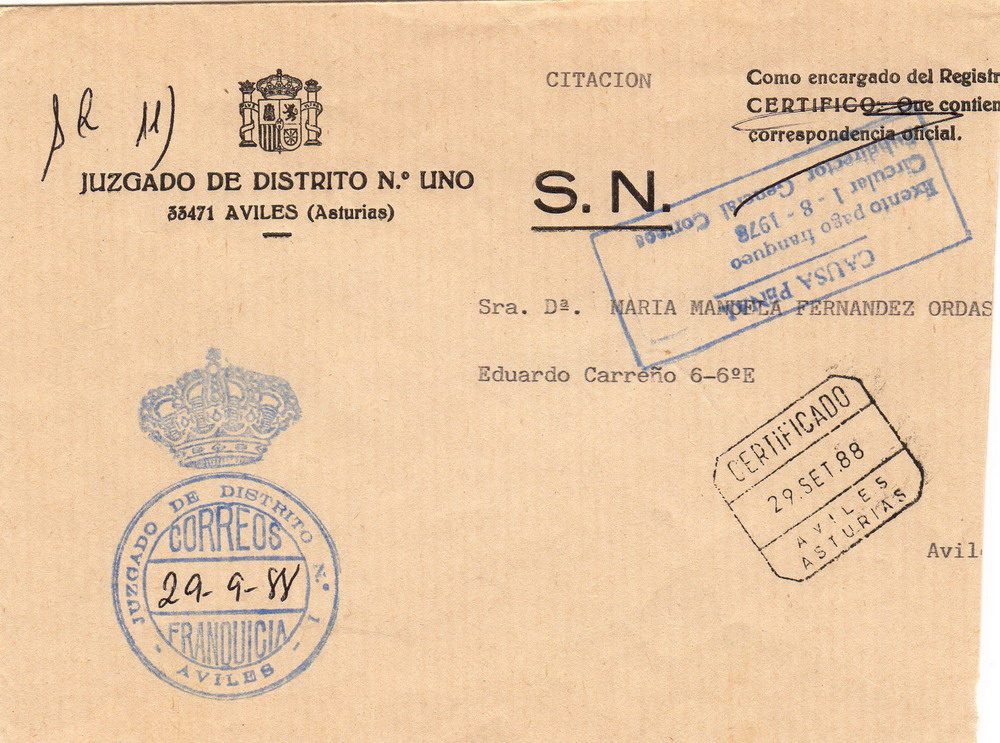 CITACION
Como encargado del Registr
CERTIFICO: Que contien
correspondencia oficial.
11)
JUZGADO DE DISTRITO N.º UNO
33471 AVILES (Asturias)
S. N.
CAUSA PENAL
Exento pago franqueo
Circular 1 - 8 - 1978
Subdirector General Correos
Sra. Dª. MARIA MANUELA FERNANDEZ ORDAS
Eduardo Carreño 6-6ºE
CERTIFICADO
29.SET.88
AVILES
ASTURIAS
Avil
JUZGADO DE DISTRITO N.º 1
CORREOS
29-9-88
FRANQUICIA
- AVILES -